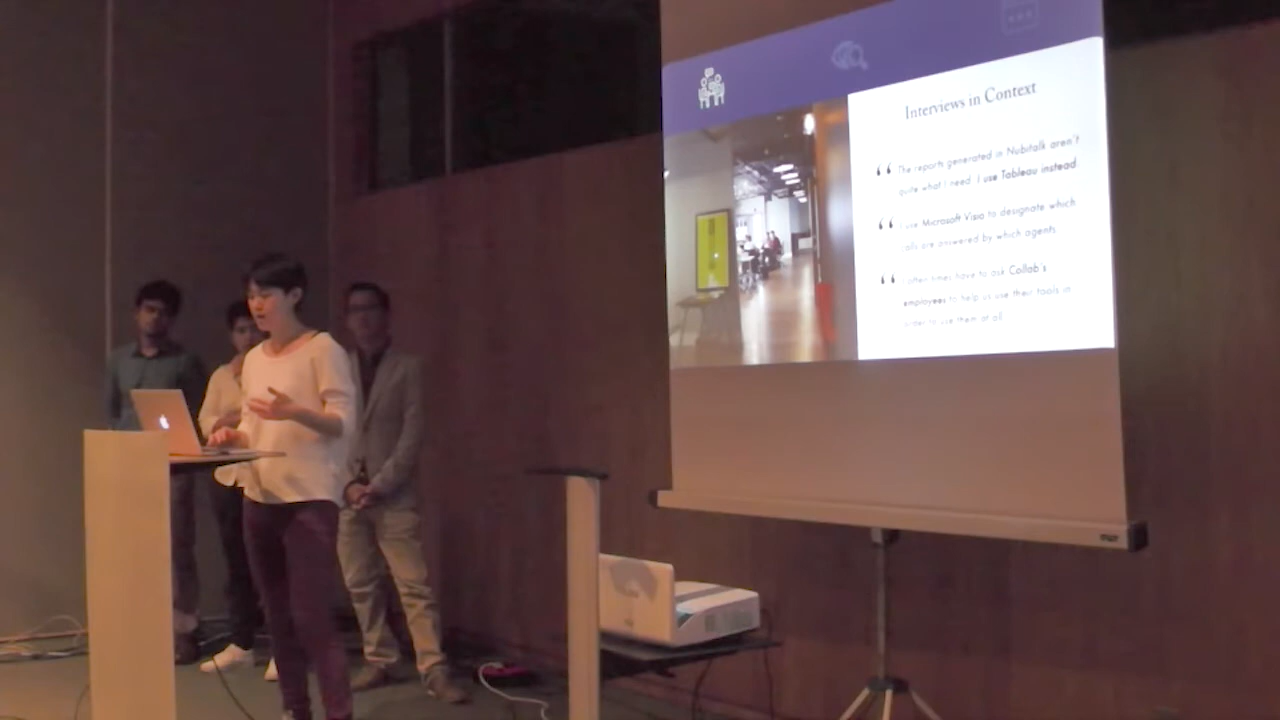 Interviews in Context
“ The reports generated in Nubitalk aren't
quite what I need. I use Tableau instead.
“ I use Microsoft Visio to designate which
calls are answered by which agents.
“ I often times have to ask Collab's
employees to help us use their tools in
order to use them at all.